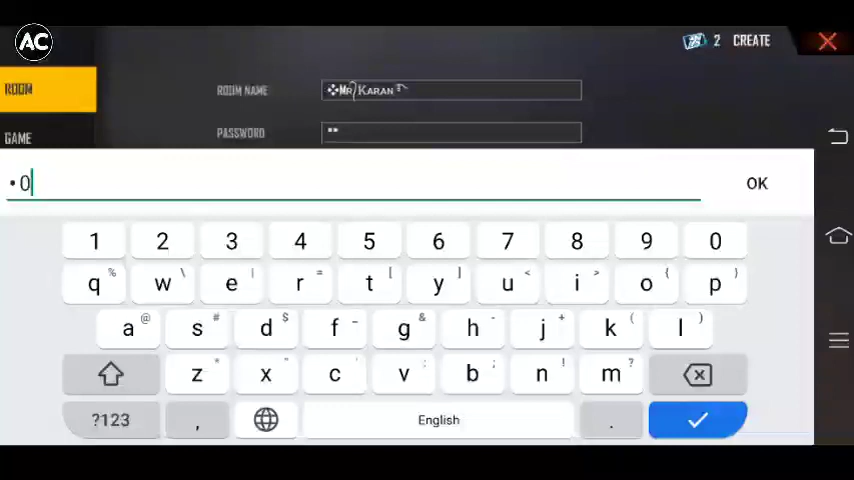 AC
2 CREATE
ROOM
ROOM NAME
Mr Karan
GAME
PASSWORD
**
• 0
OK
1 2 3 4 5 6 7 8 9 0
q % w \ e | r = t [ y ] u < i > o { p }
a @ s # d $ f _ g & h - j + k ( l )
z * x " c ' v : b ; n ! m ?
?123 , English .